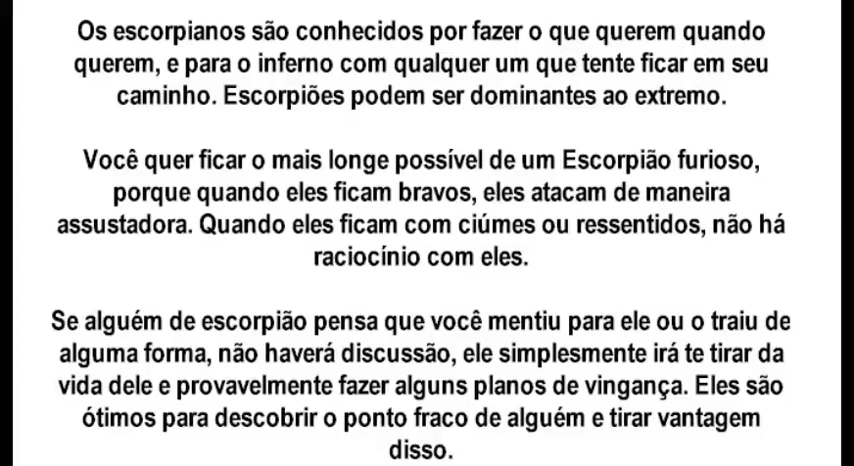 Os escorpianos são conhecidos por fazer o que querem quando
querem, e para o inferno com qualquer um que tente ficar em seu
caminho. Escorpiões podem ser dominantes ao extremo.
Você quer ficar o mais longe possível de um Escorpião furioso,
porque quando eles ficam bravos, eles atacam de maneira
assustadora. Quando eles ficam com ciúmes ou ressentidos, não há
raciocínio com eles.
Se alguém de escorpião pensa que você mentiu para ele ou o traiu de
alguma forma, não haverá discussão, ele simplesmente irá te tirar da
vida dele e provavelmente fazer alguns planos de vingança. Eles são
ótimos para descobrir o ponto fraco de alguém e tirar vantagem
disso.